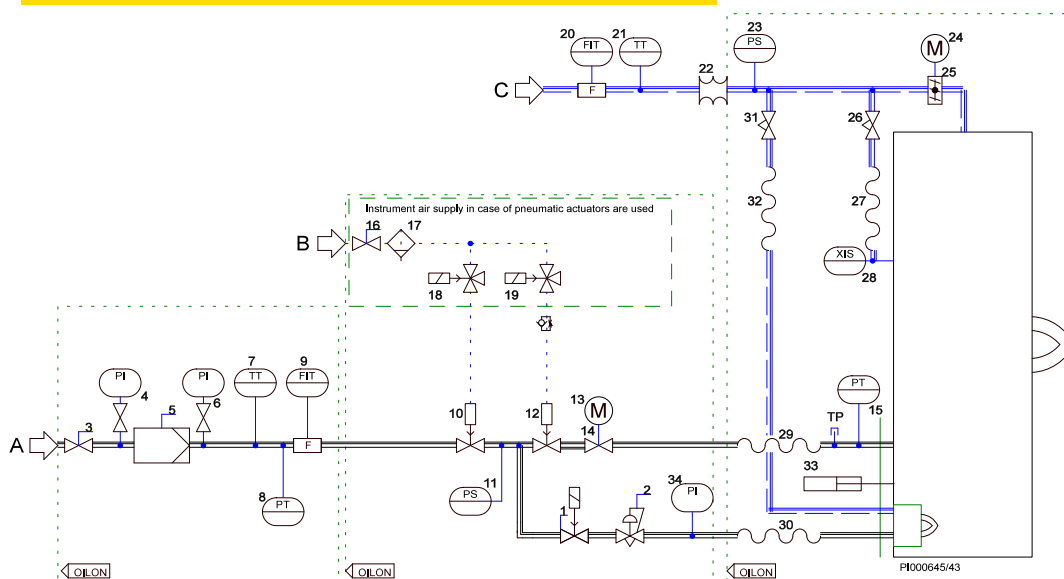 20 FIT 21 TT 22 23 PS 24 M
C F 25
31 26
Instrument air supply in case of pneumatic actuators are used
B 16 17
32 27
XIS 28
18 19
PI 4 5 PI 6 7 TT 9 FIT
10 12 13 M 14
PT 15
TP
A 3 F 29
8 PT
PS 11 34 PI 33
1 2 30
OILON OILON OILON
PI000645/43